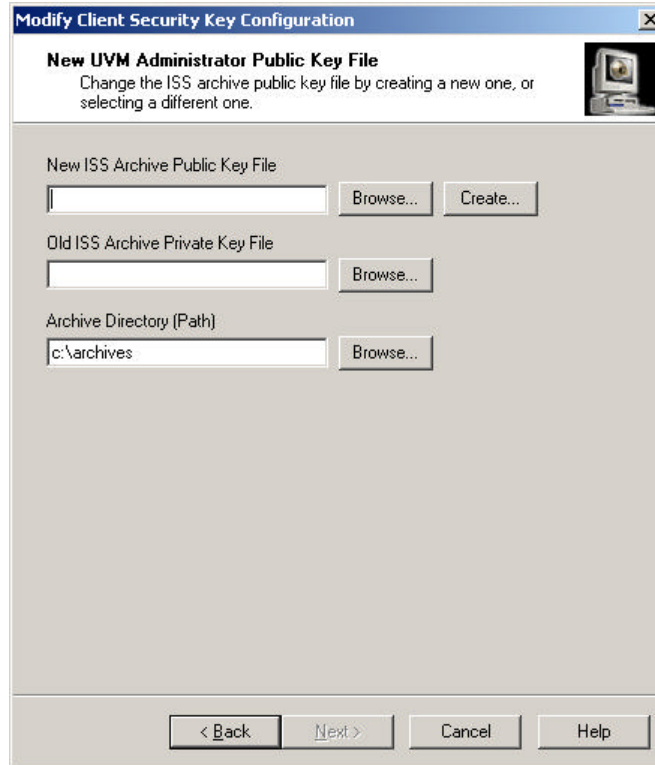 Modify Client Security Key Configuration
New UVM Administrator Public Key File
Change the ISS archive public key file by creating a new one, or
selecting a different one.
New ISS Archive Public Key File
Browse... Create...
Old ISS Archive Private Key File
Browse...
Archive Directory (Path)
c:\archives Browse...
< Back Next > Cancel Help